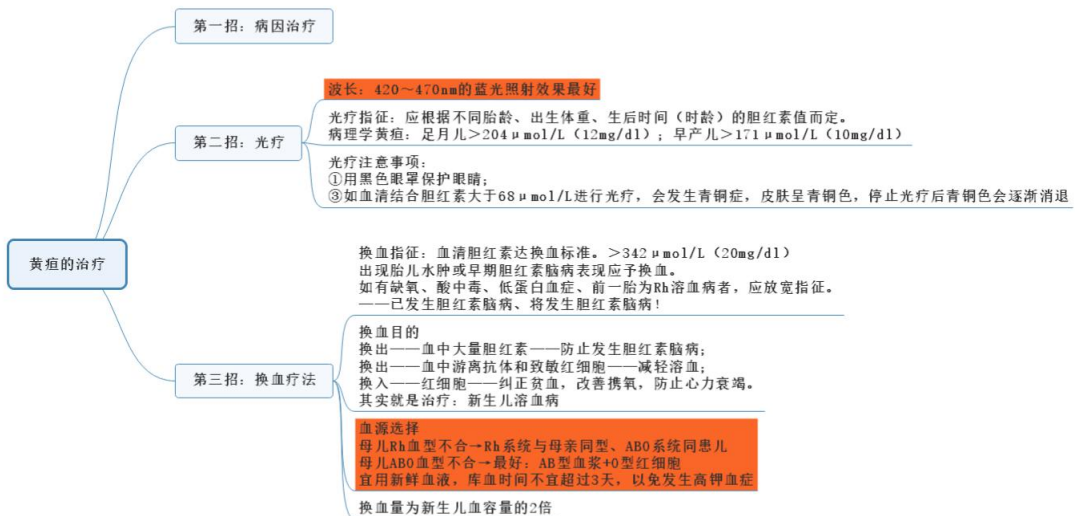 黄疸的治疗
第一招：病因治疗
第二招：光疗
波长：420～470nm的蓝光照射效果最好
光疗指征：应根据不同胎龄、出生体重、生后时间（时龄）的胆红素值而定。
病理学黄疸：足月儿＞204μmol/L（12mg/dl）；早产儿＞171μmol/L（10mg/dl）
光疗注意事项：
①用黑色眼罩保护眼睛；
③如血清结合胆红素大于68μmol/L进行光疗，会发生青铜症，皮肤呈青铜色，停止光疗后青铜色会逐渐消退
第三招：换血疗法
换血指征：血清胆红素达换血标准。＞342μmol/L（20mg/dl）
出现胎儿水肿或早期胆红素脑病表现应予换血。
如有缺氧、酸中毒、低蛋白血症、前一胎为Rh溶血病者，应放宽指征。
——已发生胆红素脑病、将发生胆红素脑病！
换血目的
换出——血中大量胆红素——防止发生胆红素脑病；
换出——血中游离抗体和致敏红细胞——减轻溶血；
换入——红细胞——纠正贫血，改善携氧，防止心力衰竭。
其实就是治疗：新生儿溶血病
血源选择
母儿Rh血型不合→Rh系统与母亲同型、ABO系统同患儿
母儿ABO血型不合→最好：AB型血浆+O型红细胞
宜用新鲜血液，库血时间不宜超过3天，以免发生高钾血症
换血量为新生儿血容量的2倍